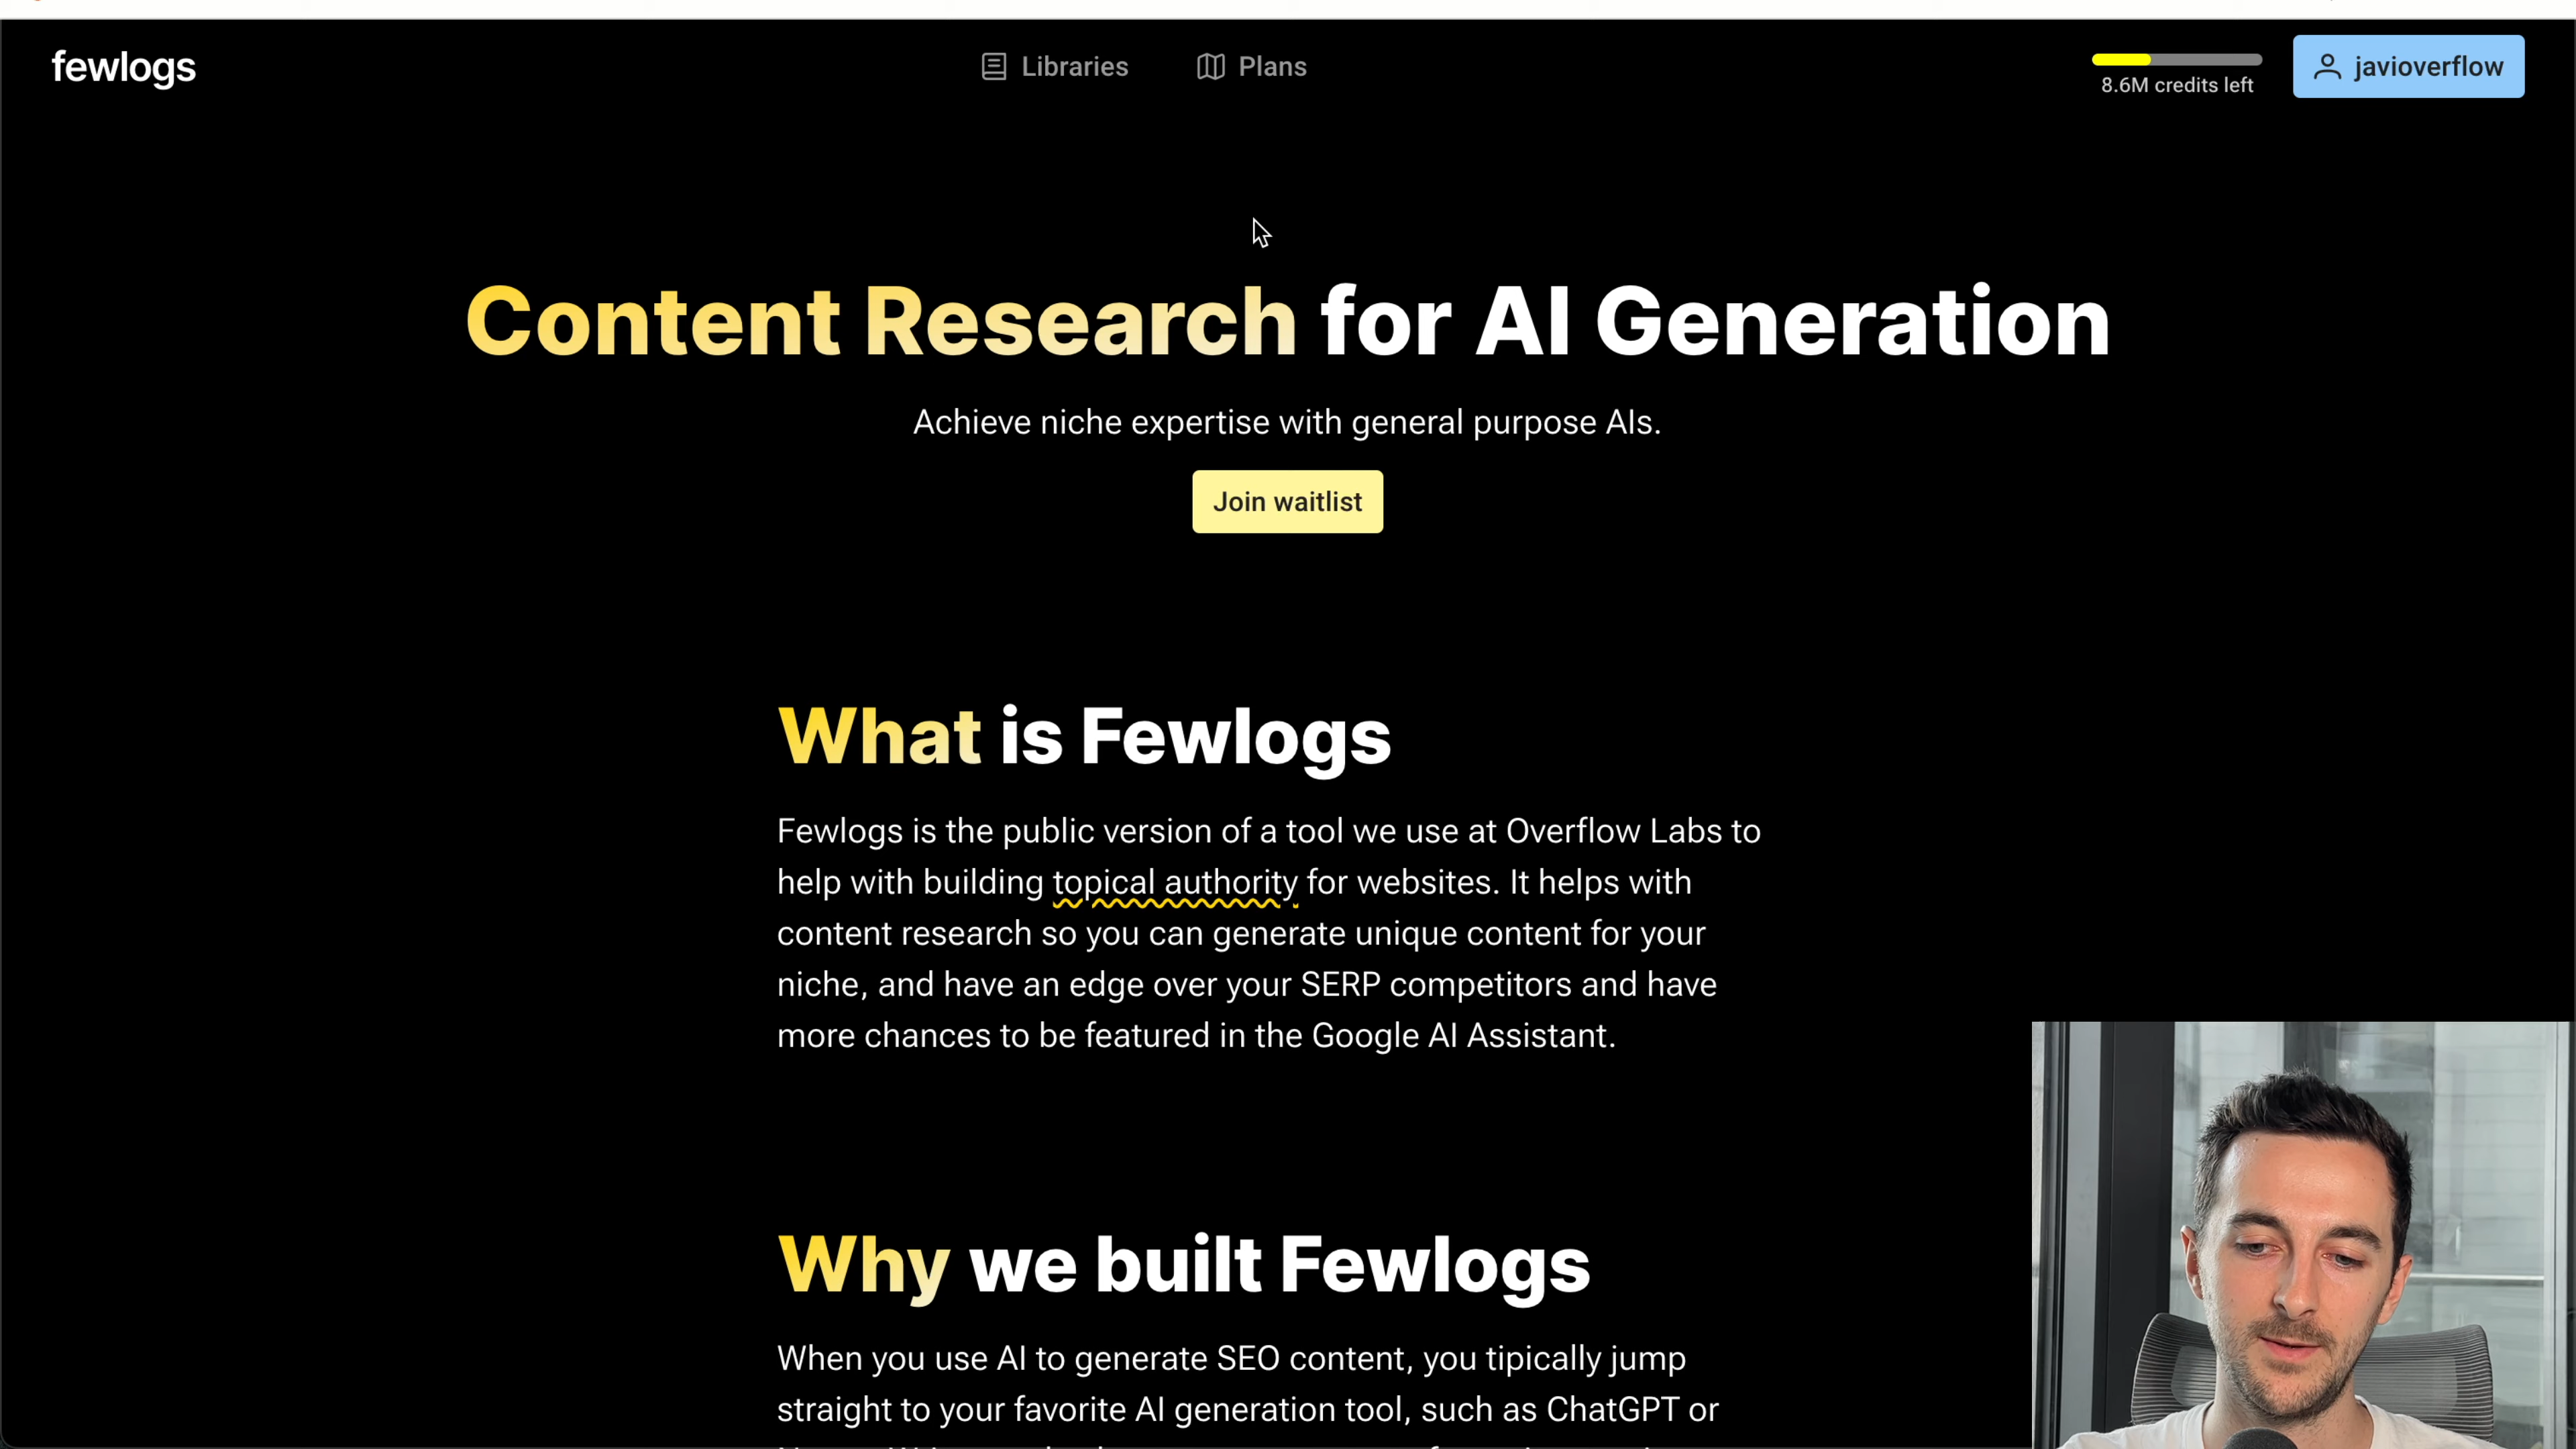 fewlogs
Libraries
Plans
8.6M credits left
javioverflow
Content Research for AI Generation
Achieve niche expertise with general purpose AIs.
Join waitlist
What is Fewlogs
Fewlogs is the public version of a tool we use at Overflow Labs to
help with building topical authority for websites. It helps with
content research so you can generate unique content for your
niche, and have an edge over your SERP competitors and have
more chances to be featured in the Google AI Assistant.
Why we built Fewlogs
When you use AI to generate SEO content, you tipically jump
straight to your favorite AI generation tool, such as ChatGPT or